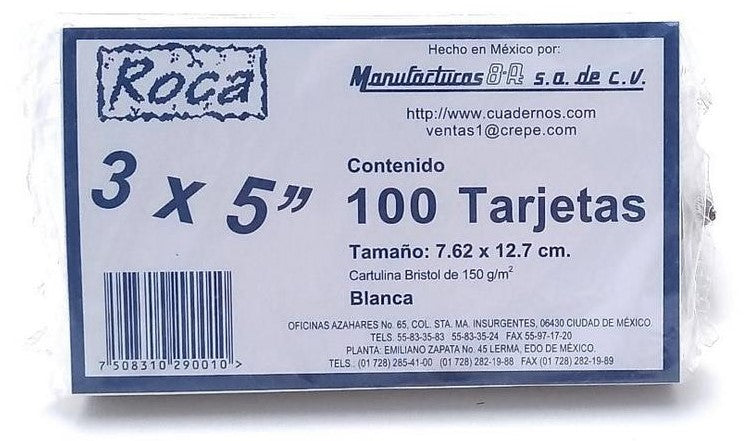 Roca
Hecho en México por:
Manufacturas 8-A s.a. de c.v.
http://www.cuadernos.com
ventas1@crepe.com
3 x 5”
Contenido
100 Tarjetas
Tamaño: 7.62 x 12.7 cm.
Cartulina Bristol de 150 g/m²
Blanca
OFICINAS AZAHARES No. 65, COL. STA. MA. INSURGENTES, 06430 CIUDAD DE MÉXICO
TELS. 55-83-35-83 55-83-35-24 FAX 55-97-17-20
PLANTA: EMILIANO ZAPATA No. 45 LERMA, EDO DE MÉXICO.
TELS.: (01 728) 285-41-00 (01 728) 282-19-88 FAX (01 728) 282-19-89
7 508310 290010 >